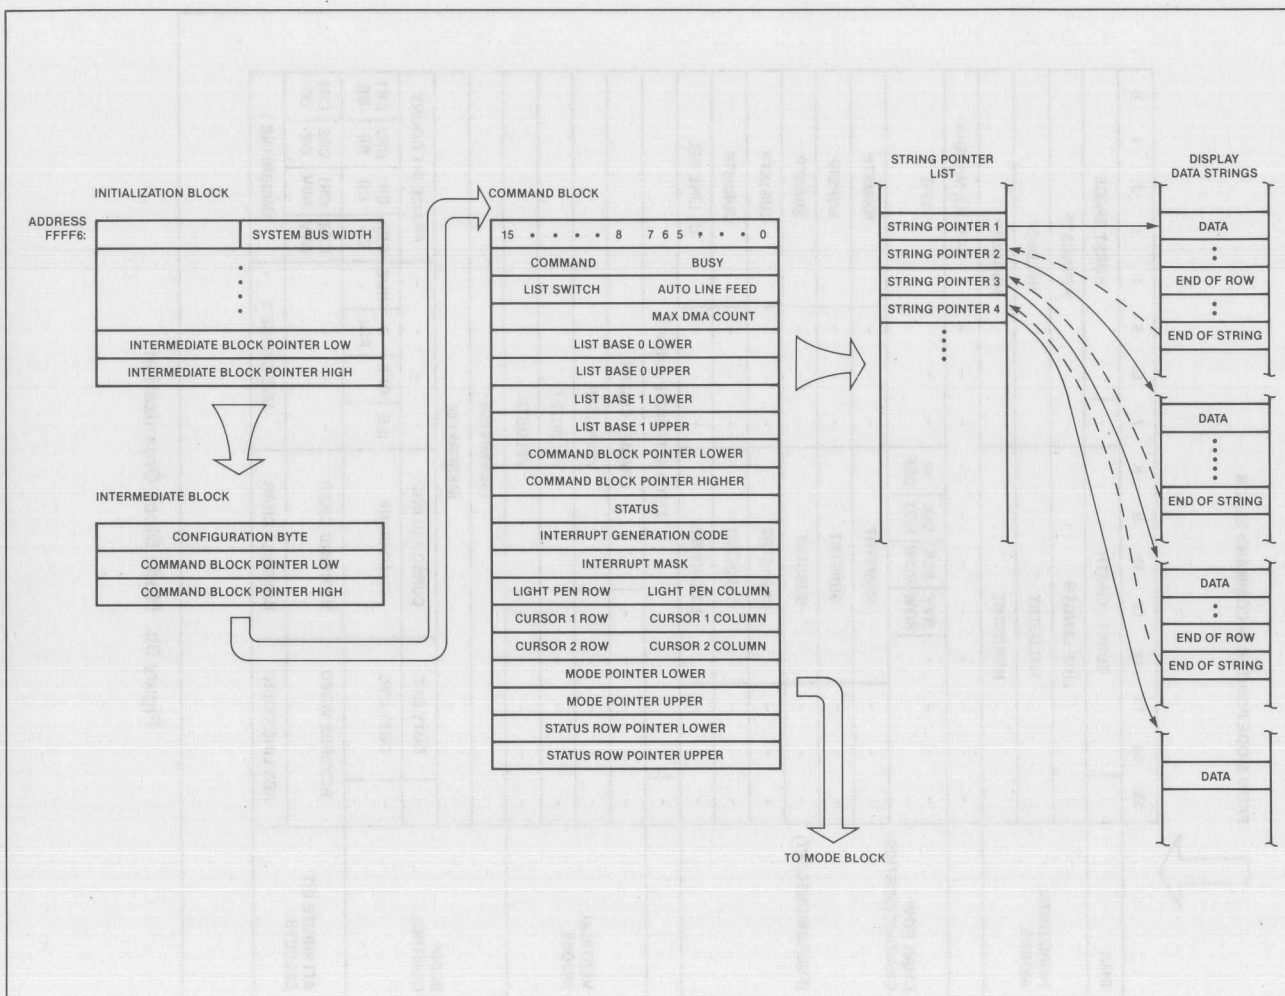 INITIALIZATION BLOCK
ADDRESS
FFFF6:
SYSTEM BUS WIDTH
INTERMEDIATE BLOCK POINTER LOW
INTERMEDIATE BLOCK POINTER HIGH
INTERMEDIATE BLOCK
CONFIGURATION BYTE
COMMAND BLOCK POINTER LOW
COMMAND BLOCK POINTER HIGH
COMMAND BLOCK
15 • • • • 8 7 6 5 • • • 0
COMMAND BUSY
LIST SWITCH AUTO LINE FEED
MAX DMA COUNT
LIST BASE 0 LOWER
LIST BASE 0 UPPER
LIST BASE 1 LOWER
LIST BASE 1 UPPER
COMMAND BLOCK POINTER LOWER
COMMAND BLOCK POINTER HIGHER
STATUS
INTERRUPT GENERATION CODE
INTERRUPT MASK
LIGHT PEN ROW LIGHT PEN COLUMN
CURSOR 1 ROW CURSOR 1 COLUMN
CURSOR 2 ROW CURSOR 2 COLUMN
MODE POINTER LOWER
MODE POINTER UPPER
STATUS ROW POINTER LOWER
STATUS ROW POINTER UPPER
TO MODE BLOCK
STRING POINTER
LIST
STRING POINTER 1
STRING POINTER 2
STRING POINTER 3
STRING POINTER 4
DISPLAY
DATA STRINGS
DATA
END OF ROW
END OF STRING
DATA
END OF STRING
DATA
END OF ROW
END OF STRING
DATA